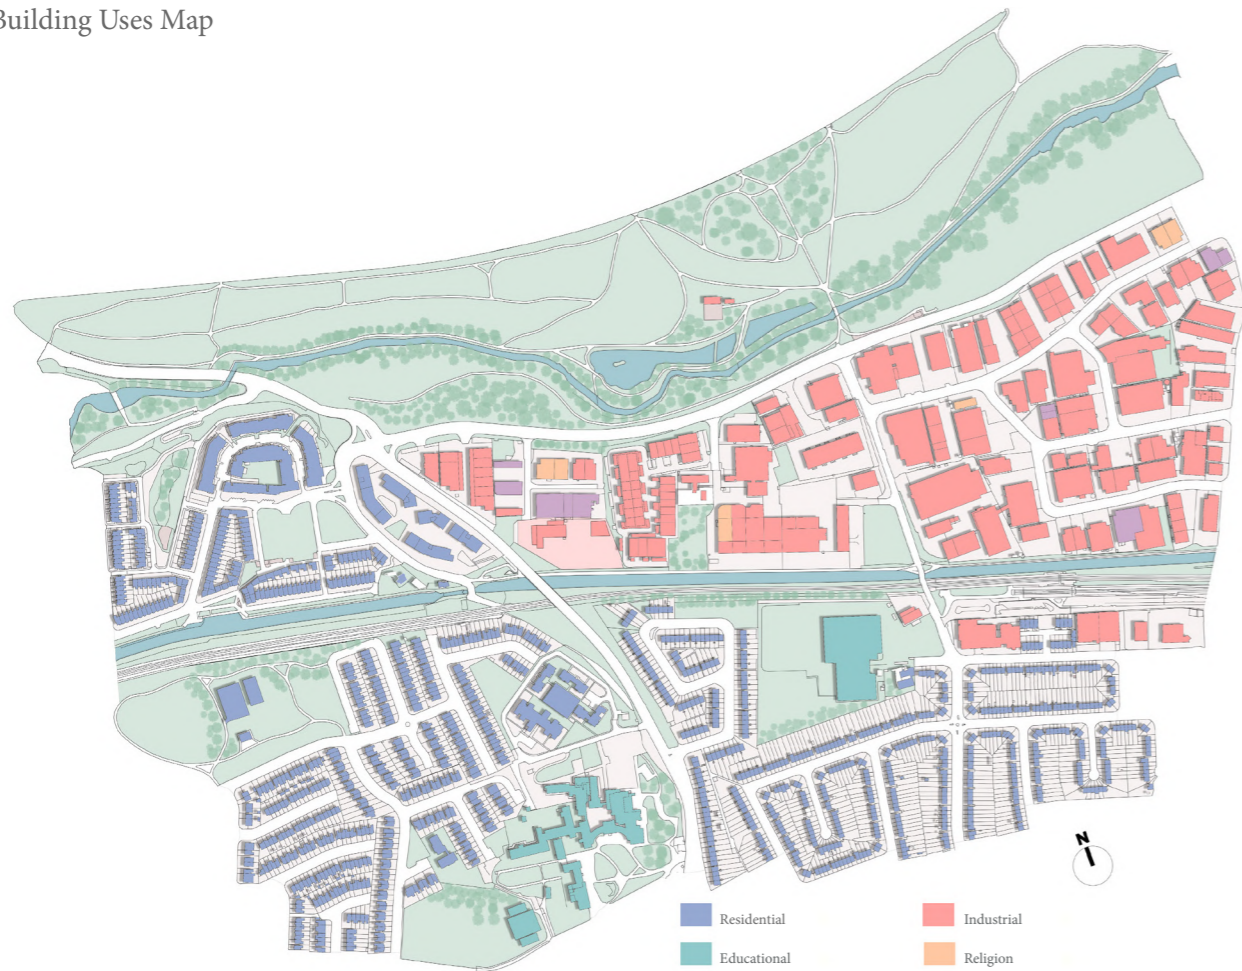 Building Uses Map
N
Residential
Industrial
Educational
Religion